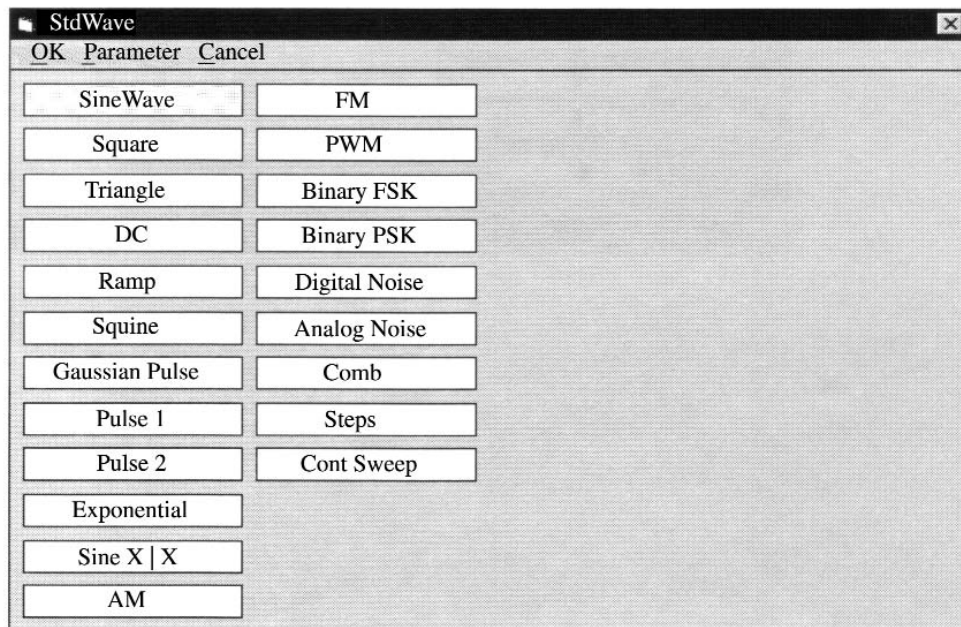 StdWave
OK Parameter Cancel
SineWave
Square
Triangle
DC
Ramp
Squine
Gaussian Pulse
Pulse 1
Pulse 2
Exponential
Sine X | X
AM
FM
PWM
Binary FSK
Binary PSK
Digital Noise
Analog Noise
Comb
Steps
Cont Sweep